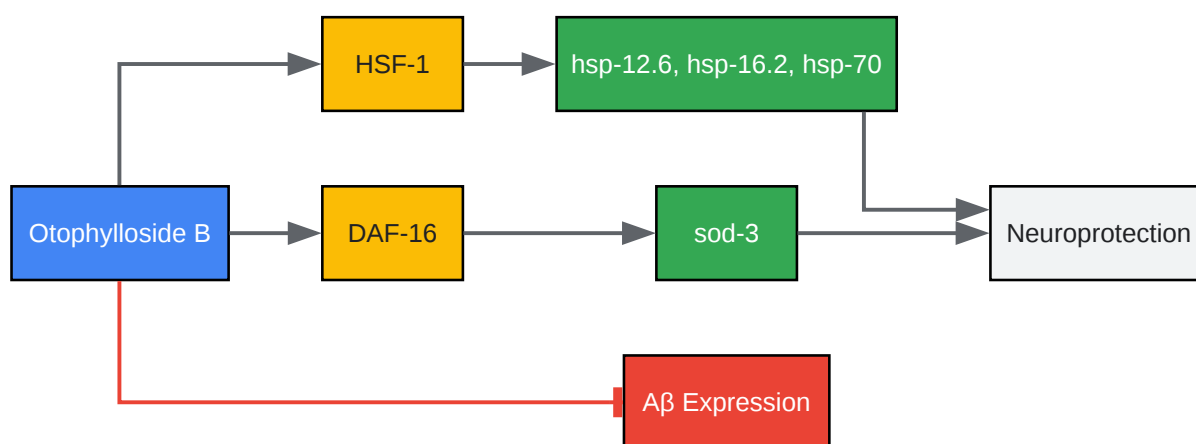 HSF-1
hsp-12.6, hsp-16.2, hsp-70
Otophylloside B
DAF-16
sod-3
Neuroprotection
Aβ Expression